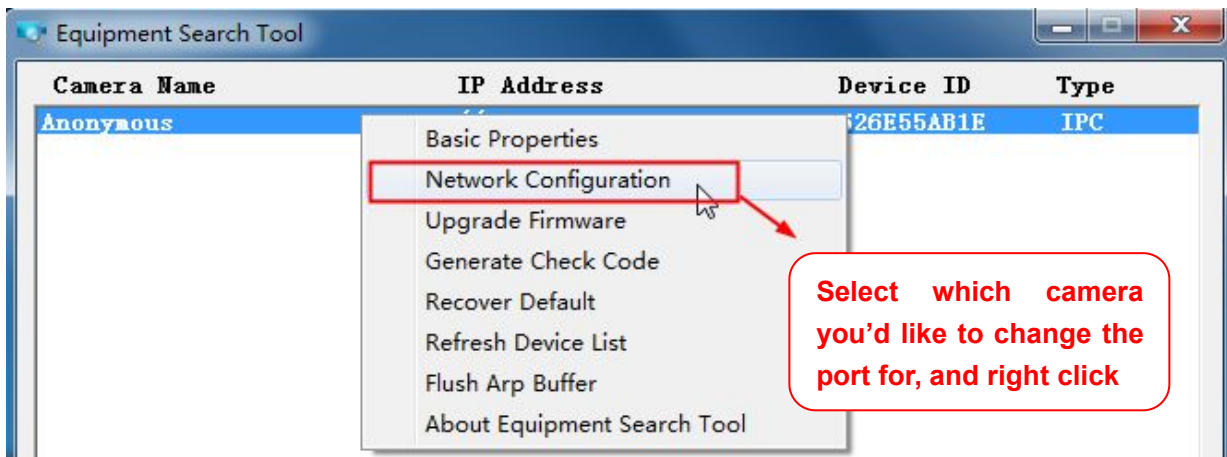 Equipment Search Tool
Camera Name IP Address Device ID Type
Anonymous 626E55AB1E IPC
Basic Properties
Network Configuration
Upgrade Firmware
Generate Check Code
Recover Default
Refresh Device List
Flush Arp Buffer
About Equipment Search Tool
Select which camera
you’d like to change the
port for, and right click